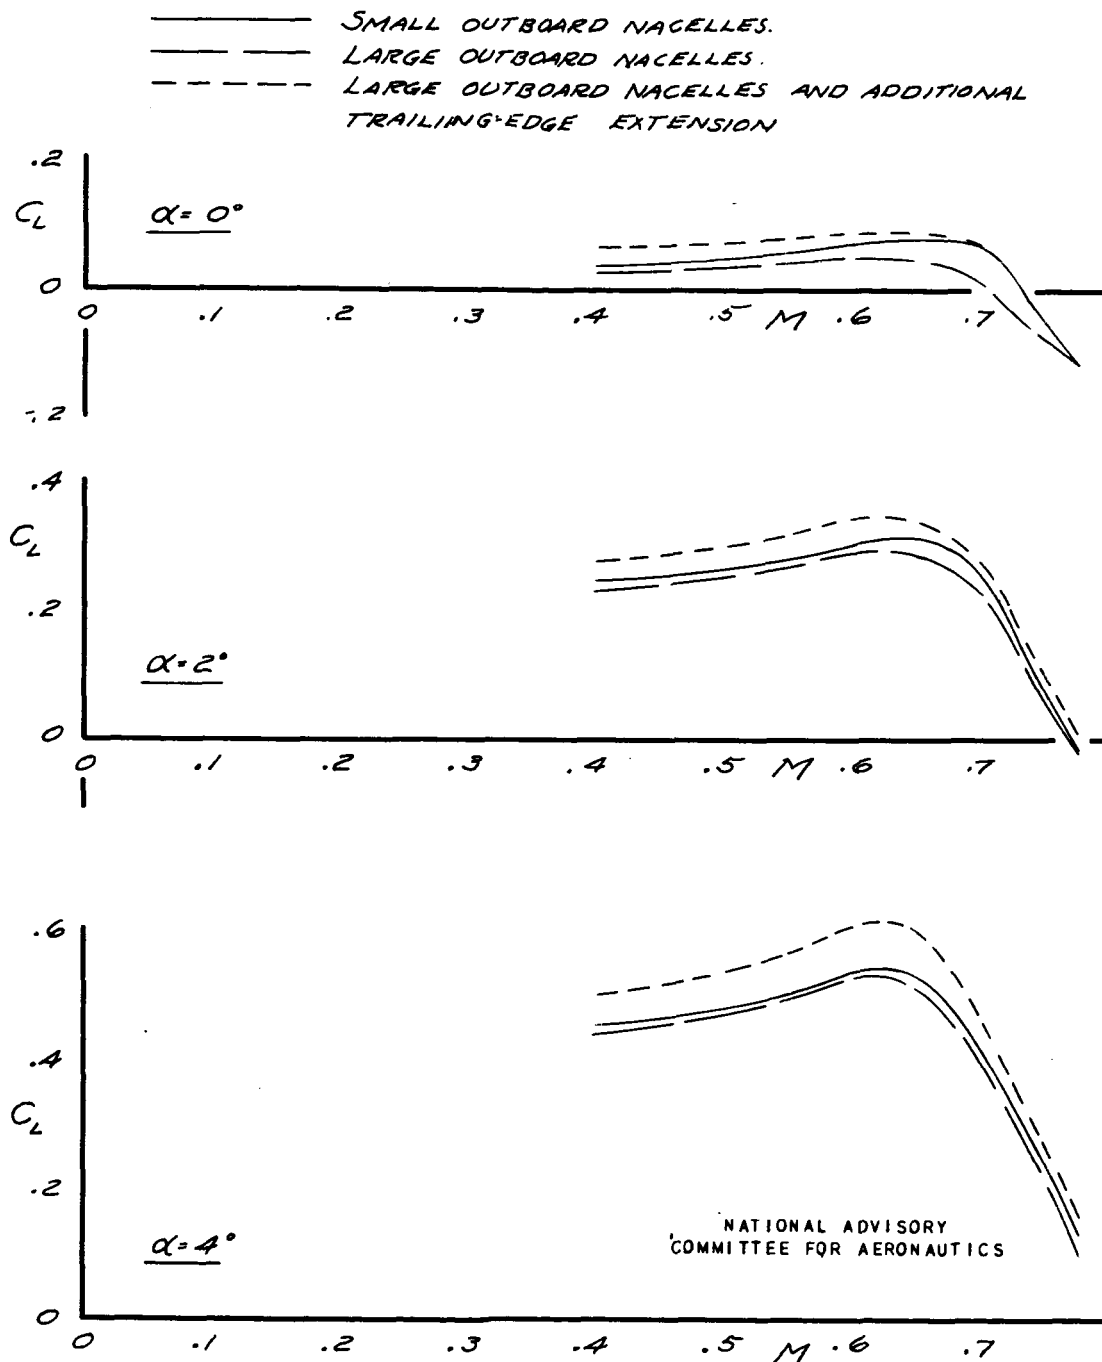 SMALL OUTBOARD NACELLES.
LARGE OUTBOARD NACELLES.
LARGE OUTBOARD NACELLES AND ADDITIONAL
TRAILING-EDGE EXTENSION
.2
CL
α= 0°
0
0 .1 .2 .3 .4 .5 M .6 .7
-.2
.4
CL
.2
α=2°
0
0 .1 .2 .3 .4 .5 M .6 .7
.6
.4
CL
.2
NATIONAL ADVISORY
COMMITTEE FOR AERONAUTICS
α=4°
0
0 .1 .2 .3 .4 .5 .6 M .7